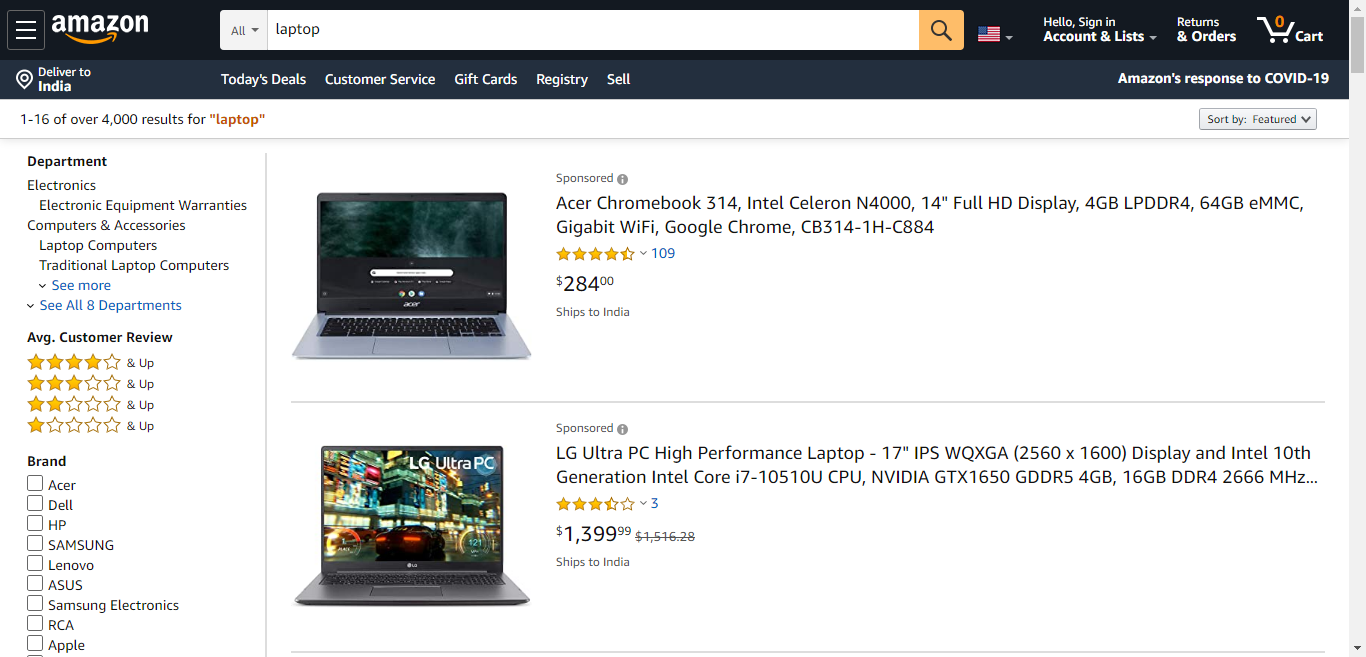 amazon
All
laptop
Hello, Sign in
Account & Lists
Returns
& Orders
0
Cart
Deliver to
India
Today's Deals
Customer Service
Gift Cards
Registry
Sell
Amazon's response to COVID-19
1-16 of over 4,000 results for "laptop"
Sort by: Featured
Department
Electronics
Electronic Equipment Warranties
Computers & Accessories
Laptop Computers
Traditional Laptop Computers
See more
See All 8 Departments
Avg. Customer Review
& Up
& Up
& Up
& Up
Brand
Acer
Dell
HP
SAMSUNG
Lenovo
ASUS
Samsung Electronics
RCA
Apple
acer
Sponsored
Acer Chromebook 314, Intel Celeron N4000, 14" Full HD Display, 4GB LPDDR4, 64GB eMMC,
Gigabit WiFi, Google Chrome, CB314-1H-C884
109
$28400
Ships to India
LG Ultra PC
121
LG
Sponsored
LG Ultra PC High Performance Laptop - 17" IPS WQXGA (2560 x 1600) Display and Intel 10th
Generation Intel Core i7-10510U CPU, NVIDIA GTX1650 GDDR5 4GB, 16GB DDR4 2666 MHz...
3
$1,39999 $1,516.28
Ships to India